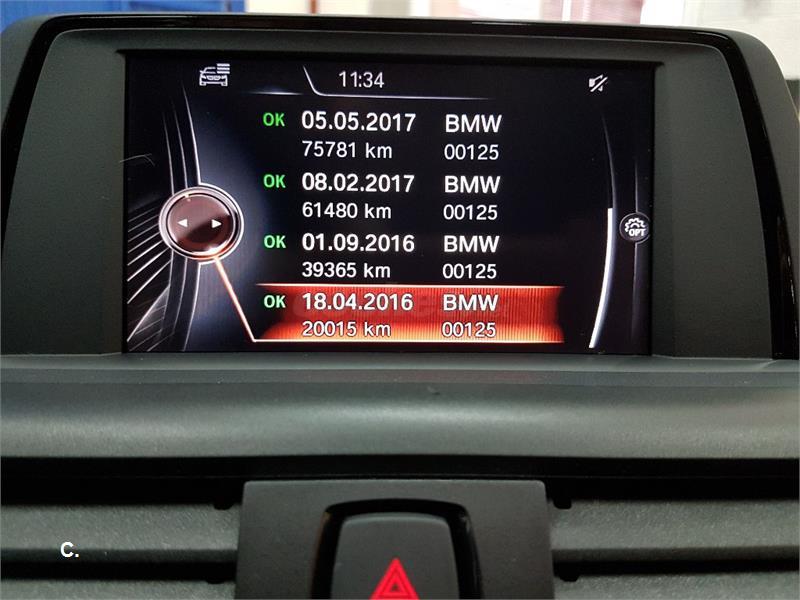 11:34
OK 05.05.2017 BMW
75781 km 00125
OK 08.02.2017 BMW
61480 km 00125
OPT
OK 01.09.2016 BMW
39365 km 00125
OK 18.04.2016 BMW
20015 km 00125
C.